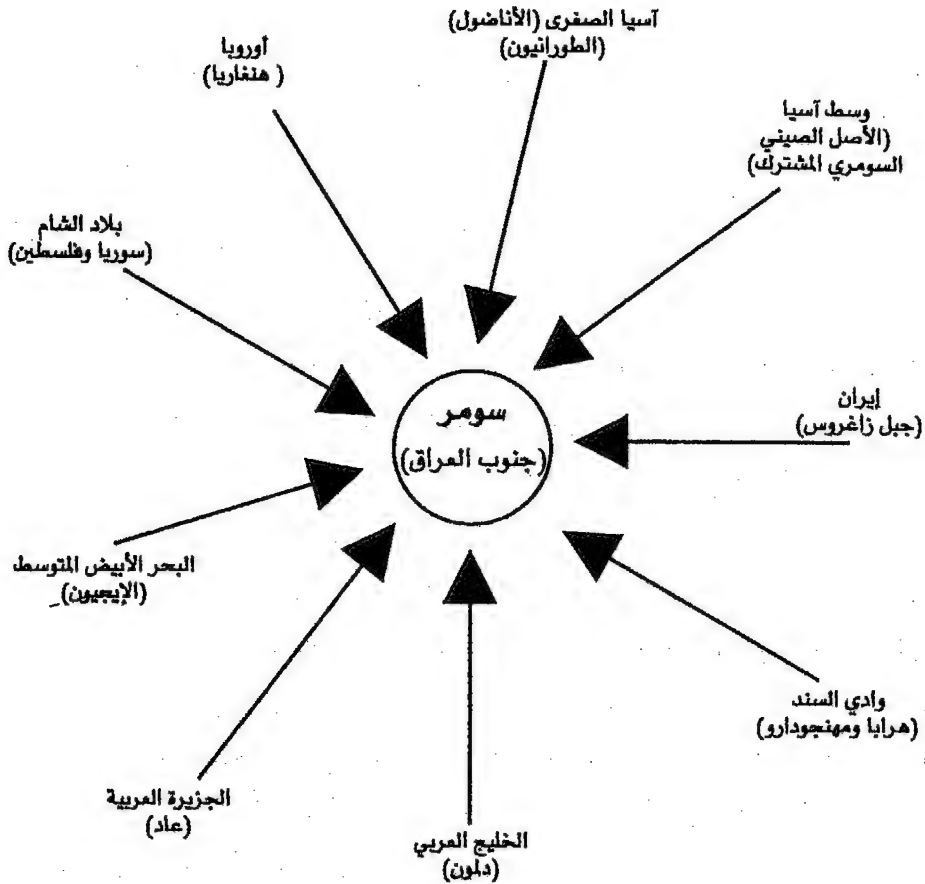 آسيا الصغرى (الأناضول)
(الطورانيون)
أوروبا
(هنغاريا)
وسط آسيا
(الأصل الصيني
السومري المشترك)
بلاد الشام
(سوريا وفلسطين)
إيران
(جبل زاغروس)
سومر
(جنوب العراق)
البحر الأبيض المتوسط
(الإيجيون)
وادي السند
(هرابا ومهنجودارو)
الجزيرة العربية
(عاد)
الخليج العربي
(دلمون)